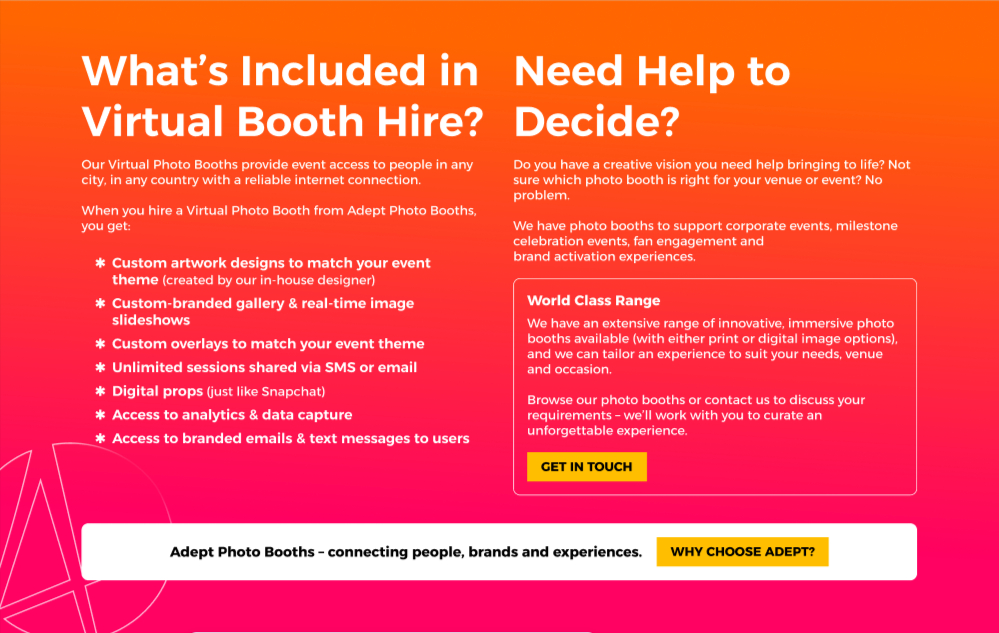 What's Included in
Virtual Booth Hire?
Our Virtual Photo Booths provide event access to people in any
city, in any country with a reliable internet connection.
When you hire a Virtual Photo Booth from Adept Photo Booths,
you get:
✱ Custom artwork designs to match your event
theme (created by our in-house designer)
✱ Custom-branded gallery & real-time image
slideshows
✱ Custom overlays to match your event theme
✱ Unlimited sessions shared via SMS or email
✱ Digital props (just like Snapchat)
✱ Access to analytics & data capture
✱ Access to branded emails & text messages to users
Need Help to
Decide?
Do you have a creative vision you need help bringing to life? Not
sure which photo booth is right for your venue or event? No
problem.
We have photo booths to support corporate events, milestone
celebration events, fan engagement and
brand activation experiences.
World Class Range
We have an extensive range of innovative, immersive photo
booths available (with either print or digital image options),
and we can tailor an experience to suit your needs, venue
and occasion.
Browse our photo booths or contact us to discuss your
requirements – we'll work with you to curate an
unforgettable experience.
GET IN TOUCH
Adept Photo Booths – connecting people, brands and experiences.
WHY CHOOSE ADEPT?